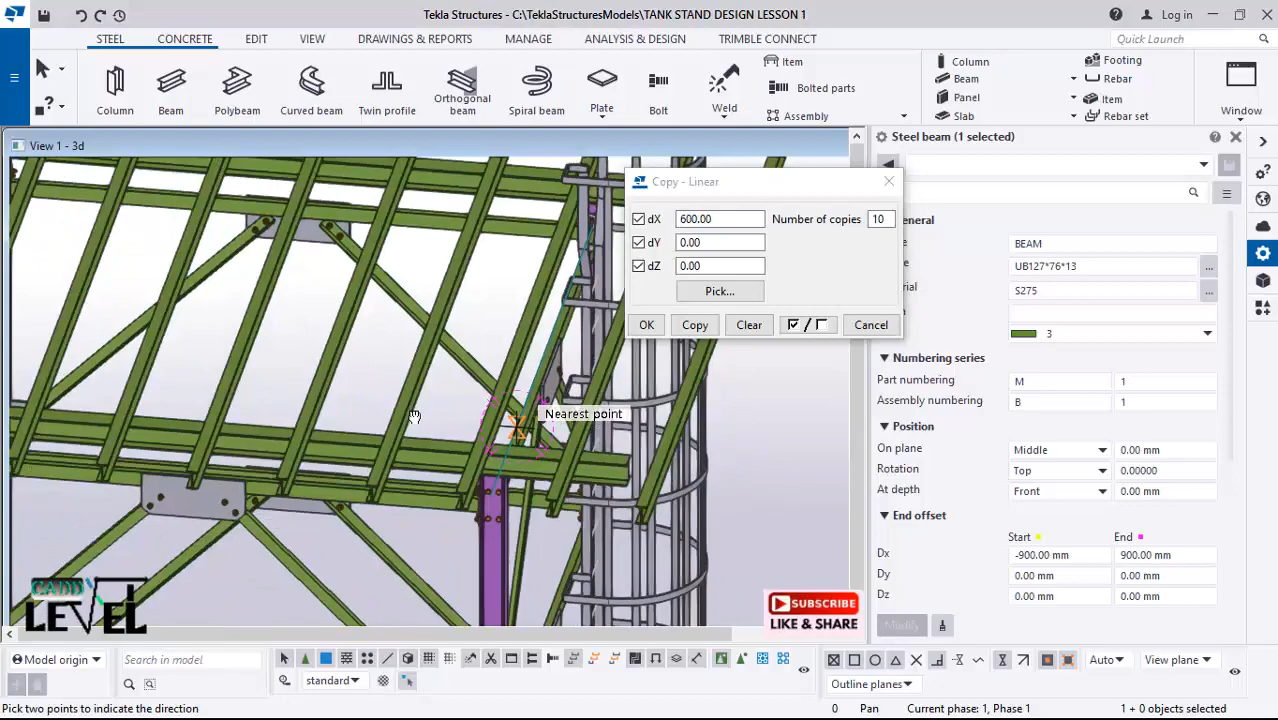 Tekla Structures - C:\TeklaStructuresModels\TANK STAND DESIGN LESSON 1
Log in
STEEL CONCRETE EDIT VIEW DRAWINGS & REPORTS MANAGE ANALYSIS & DESIGN TRIMBLE CONNECT
Quick Launch
Column Beam Polybeam Curved beam Twin profile Orthogonal beam Spiral beam Plate Bolt Weld
Item
Bolted parts
Assembly
Column
Beam
Panel
Slab
Footing
Rebar
Item
Rebar set
Window
View 1 - 3d
Steel beam (1 selected)
Copy - Linear
dX 600.00 Number of copies 10
dY 0.00
dZ 0.00
Pick...
OK Copy Clear / Cancel
Nearest point
eneral
e BEAM
e UB127*76*13 ...
erial S275 ...
h
3
Numbering series
Part numbering M 1
Assembly numbering B 1
Position
On plane Middle 0.00 mm
Rotation Top 0.00000
At depth Front 0.00 mm
End offset
Start End
Dx -900.00 mm 900.00 mm
Dy 0.00 mm 0.00 mm
Dz 0.00 mm 0.00 mm
Modify
CADD
LEVEL
SUBSCRIBE
LIKE & SHARE
Model origin Search in model
standard
Auto View plane
Outline planes
Pick two points to indicate the direction
0 Pan Current phase: 1, Phase 1 1 + 0 objects selected